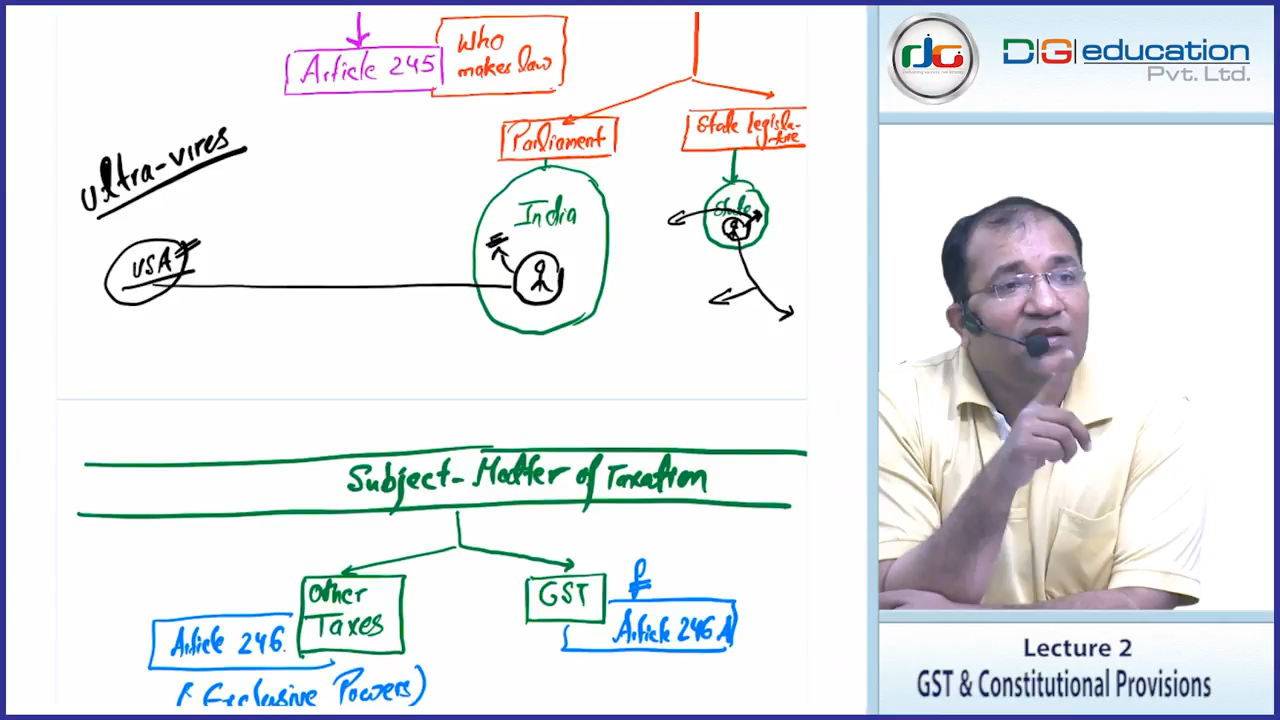 Article 245
Who
makes law
Parliament
State Legisla-
ture
Ultra-vires
India
State
USA
Subject-Matter of Taxation
Other
Taxes
GST
Article 246.
Article 246 A
(Exclusive Powers)
DG education
Pvt. Ltd.
Lecture 2
GST & Constitutional Provisions